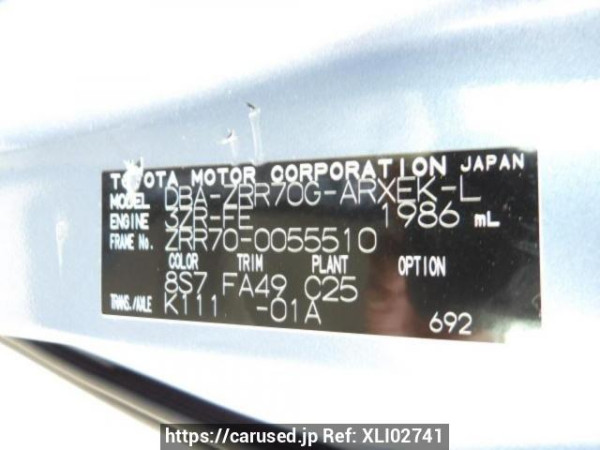 TOYOTA MOTOR CORPORATION JAPAN
MODEL DBA-ZRR70G-ARXEK-L
ENGINE 3ZR-FE 1986 mL
FRAME No. ZRR70-0055510
COLOR TRIM PLANT OPTION
8S7 FA49 C25
TRANS./AXLE K111 -01A
692
https://carused.jp Ref: XLI02741